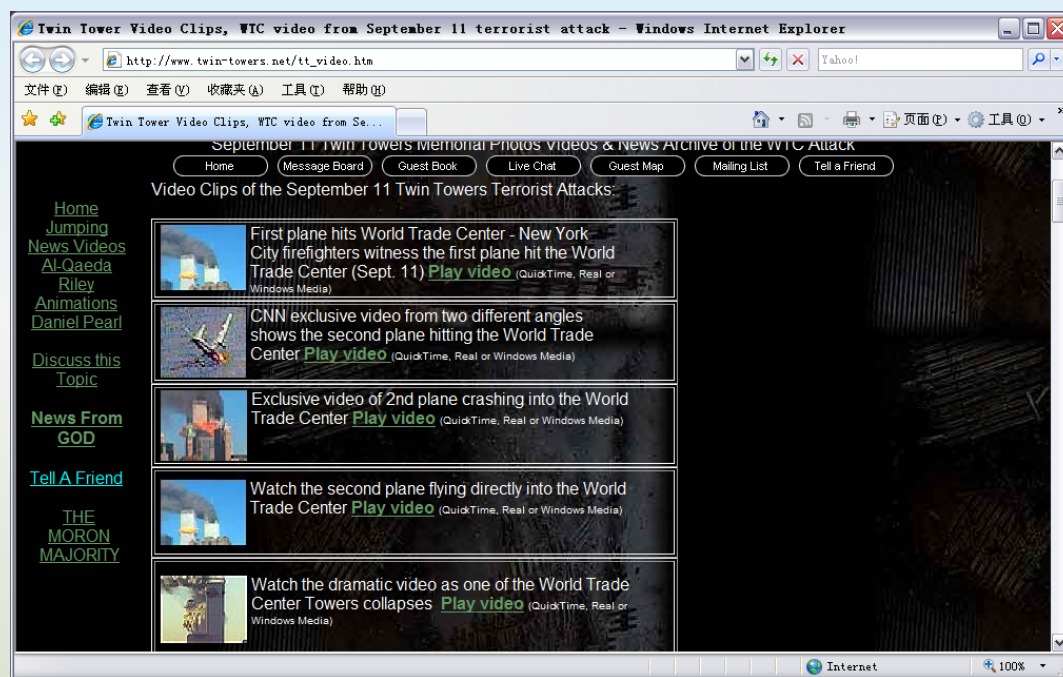 Twin Tower Video Clips, WTC video from September 11 terrorist attack - Windows Internet Explorer
http://www.twin-towers.net/tt_video.htm
Yahoo!
文件(F) 编辑(E) 查看(V) 收藏夹(A) 工具(T) 帮助(H)
Twin Tower Video Clips, WTC video from Se...
页面(P) 工具(O)
September 11 Twin Towers Memorial Photos Videos & News Archive of the WTC Attack
Home Message Board Guest Book Live Chat Guest Map Mailing List Tell a Friend
Video Clips of the September 11 Twin Towers Terrorist Attacks:
Home
Jumping
News Videos
Al-Qaeda
Riley
Animations
Daniel Pearl
Discuss this
Topic
News From
GOD
Tell A Friend
THE
MORON
MAJORITY
First plane hits World Trade Center - New York
City firefighters witness the first plane hit the World
Trade Center (Sept. 11) Play video (QuickTime, Real or
Windows Media)
CNN exclusive video from two different angles
shows the second plane hitting the World Trade
Center Play video (QuickTime, Real or Windows Media)
Exclusive video of 2nd plane crashing into the World
Trade Center Play video (QuickTime, Real or Windows Media)
Watch the second plane flying directly into the World
Trade Center Play video (QuickTime, Real or Windows Media)
Watch the dramatic video as one of the World Trade
Center Towers collapses Play video (QuickTime, Real or
Windows Media)
Internet 100%